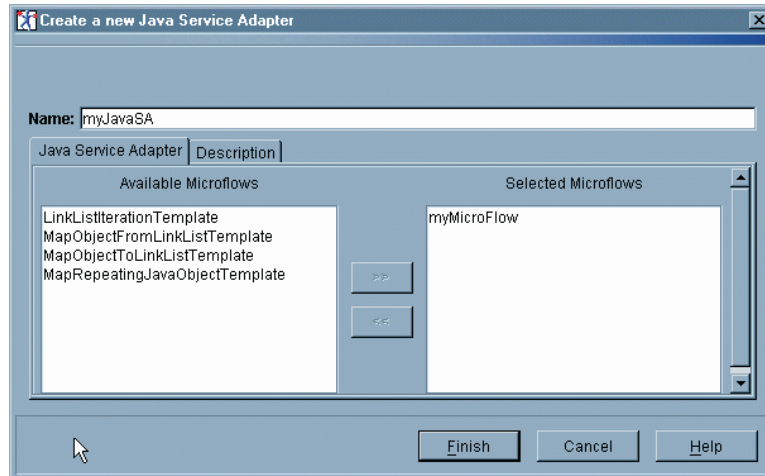 Create a new Java Service Adapter
Name: myJavaSA
Java Service Adapter Description
Available Microflows
Selected Microflows
LinkListIterationTemplate
MapObjectFromLinkListTemplate
MapObjectToLinkListTemplate
MapRepeatingJavaObjectTemplate
myMicroFlow
>>
<<
Finish Cancel Help